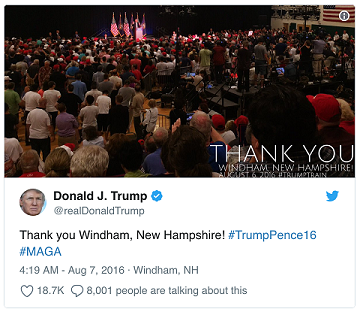 THANK YOU
WINDHAM, NEW HAMPSHIRE!
AUGUST 6, 2016 #TRUMPTRAIN
Donald J. Trump
@realDonaldTrump
Thank you Windham, New Hampshire! #TrumpPence16
#MAGA
4:19 AM - Aug 7, 2016 · Windham, NH
18.7K 8,001 people are talking about this